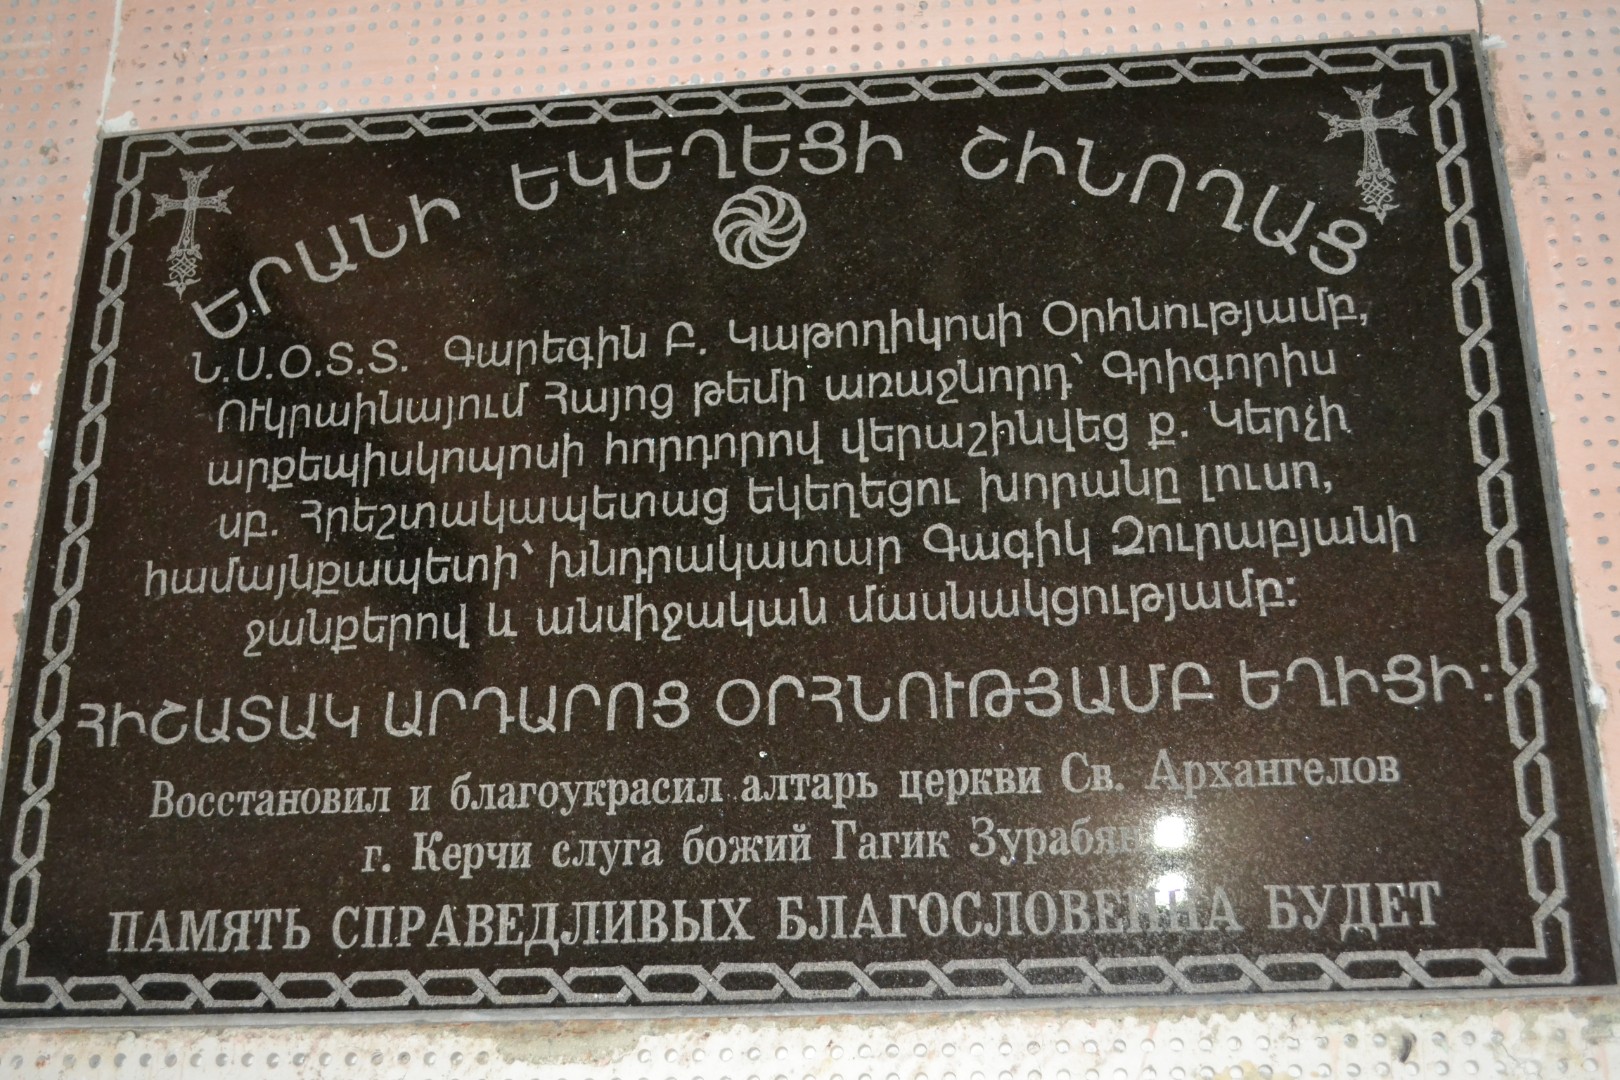 ԵՐԱՆԻ ԵԿԵՂԵՑԻ ՇԻՆՈՂԱՑ
Ն.Ս.Օ.Տ.Տ. Գարեգին Բ. Կաթողիկոսի Օրհնությամբ,
Ուկրաինայում Հայոց թեմի առաջնորդ՝ Գրիգորիս
արքեպիսկոպոսի հորդորով վերաշինվեց ք. Կերչի
սբ. Հրեշտակապետաց եկեղեցու խորանը լուսո,
համայնքապետի՝ խնդրակատար Գագիկ Զուրաբյանի
ջանքերով և անմիջական մասնակցությամբ:
ՀԻՇԱՏԱԿ ԱՐԴԱՐՈՑ ՕՐՀՆՈՒԹՅԱՄԲ ԵՂԻՑԻ:
Восстановил и благоукрасил алтарь церкви Св. Архангелов
г. Керчи слуга божий Гагик Зурабян
ПАМЯТЬ СПРАВЕДЛИВЫХ БЛАГОСЛОВЕННА БУДЕТ